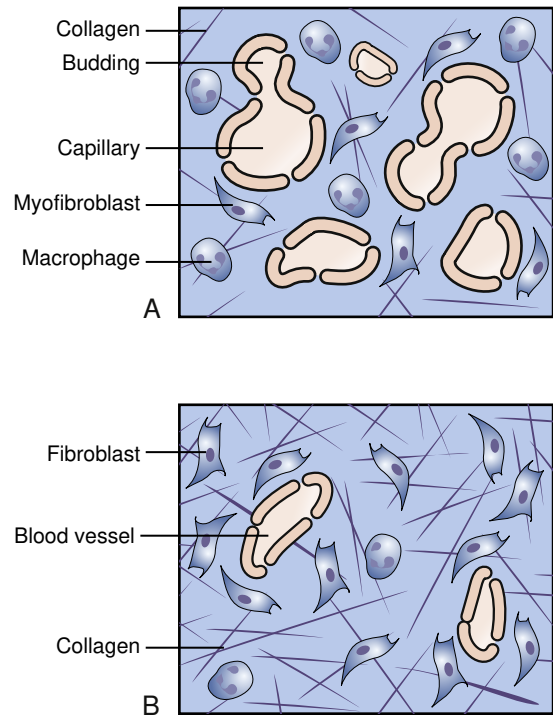 Collagen
Budding
Capillary
Myofibroblast
Macrophage
A
Fibroblast
Blood vessel
Collagen
B